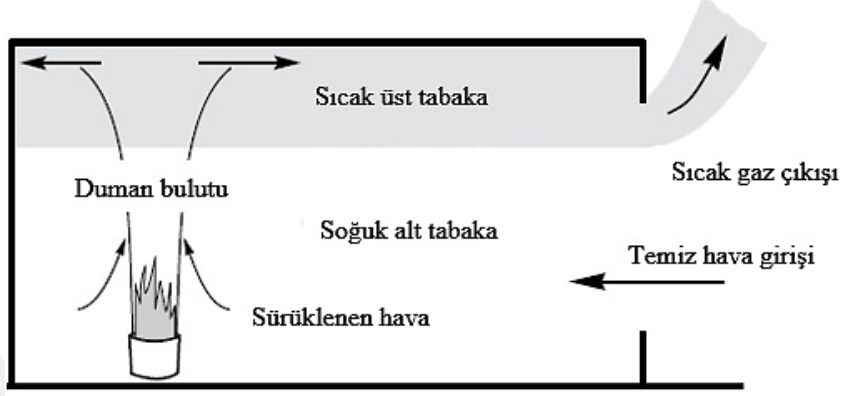 Sıcak üst tabaka
Sıcak gaz çıkışı
Duman bulutu
Soğuk alt tabaka
Temiz hava girişi
Sürüklenen hava